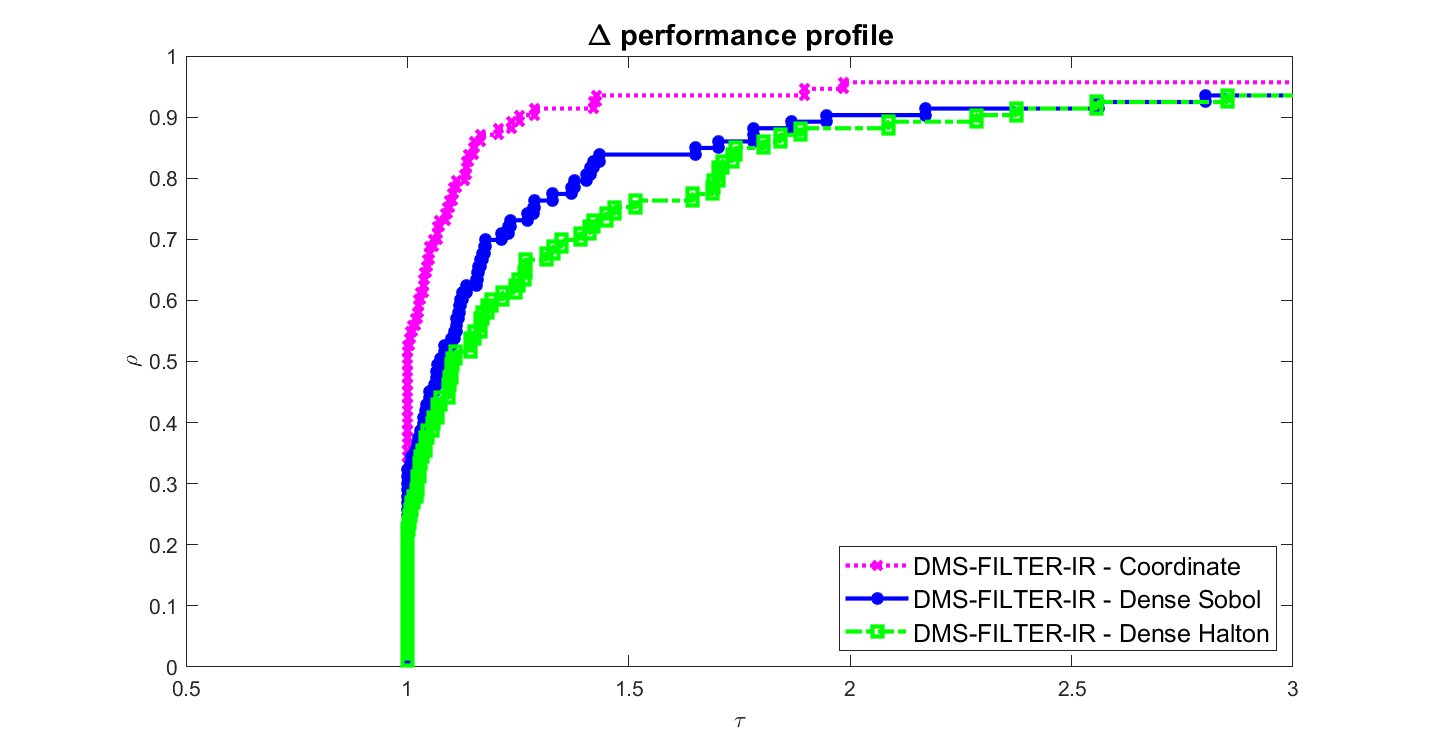 Δ performance profile
1
0.9
0.8
0.7
0.6
0.5
0.4
0.3
0.2
0.1
0
ρ
0.5
1
1.5
2
2.5
3
τ
DMS-FILTER-IR - Coordinate
DMS-FILTER-IR - Dense Sobol
DMS-FILTER-IR - Dense Halton